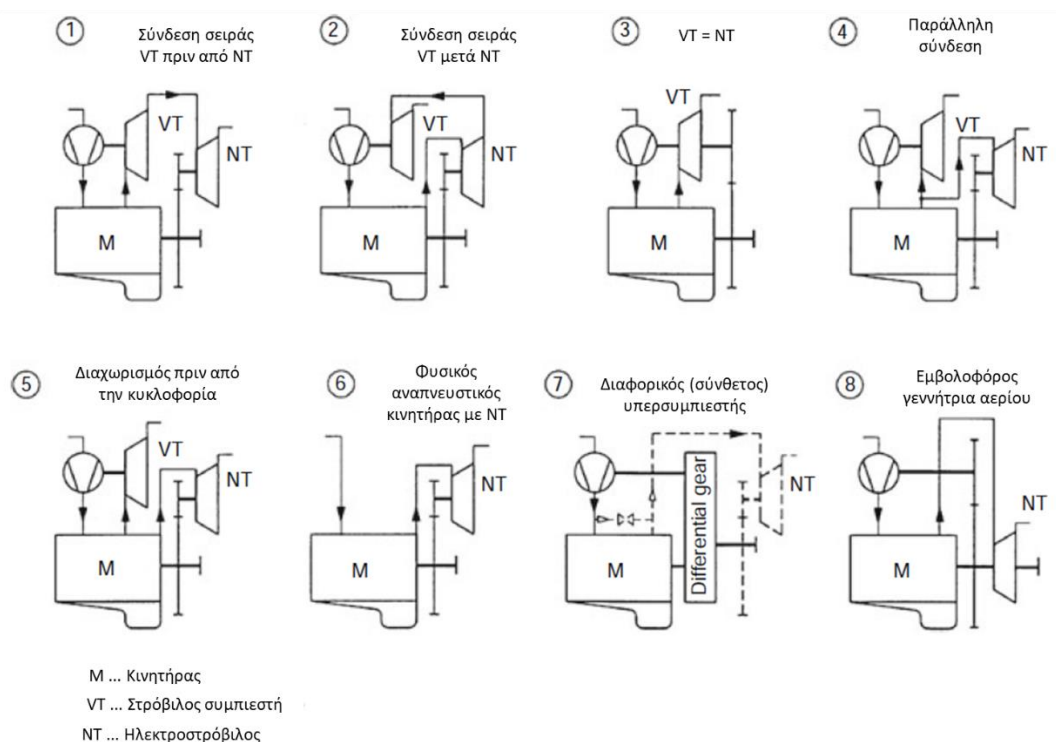 1
Σύνδεση σειράς
VT πριν από NT
VT
NT
M
2
Σύνδεση σειράς
VT μετά NT
VT
NT
M
3
VT = NT
VT
M
4
Παράλληλη
σύνδεση
VT
NT
M
5
Διαχωρισμός πριν από
την κυκλοφορία
VT
NT
M
6
Φυσικός
αναπνευστικός
κινητήρας με NT
NT
M
7
Διαφορικός (σύνθετος)
υπερσυμπιεστής
NT
Differential gear
M
8
Εμβολοφόρος
γεννήτρια αερίου
NT
M
M ... Κινητήρας
VT ... Στρόβιλος συμπιεστή
NT ... Ηλεκτροστρόβιλος